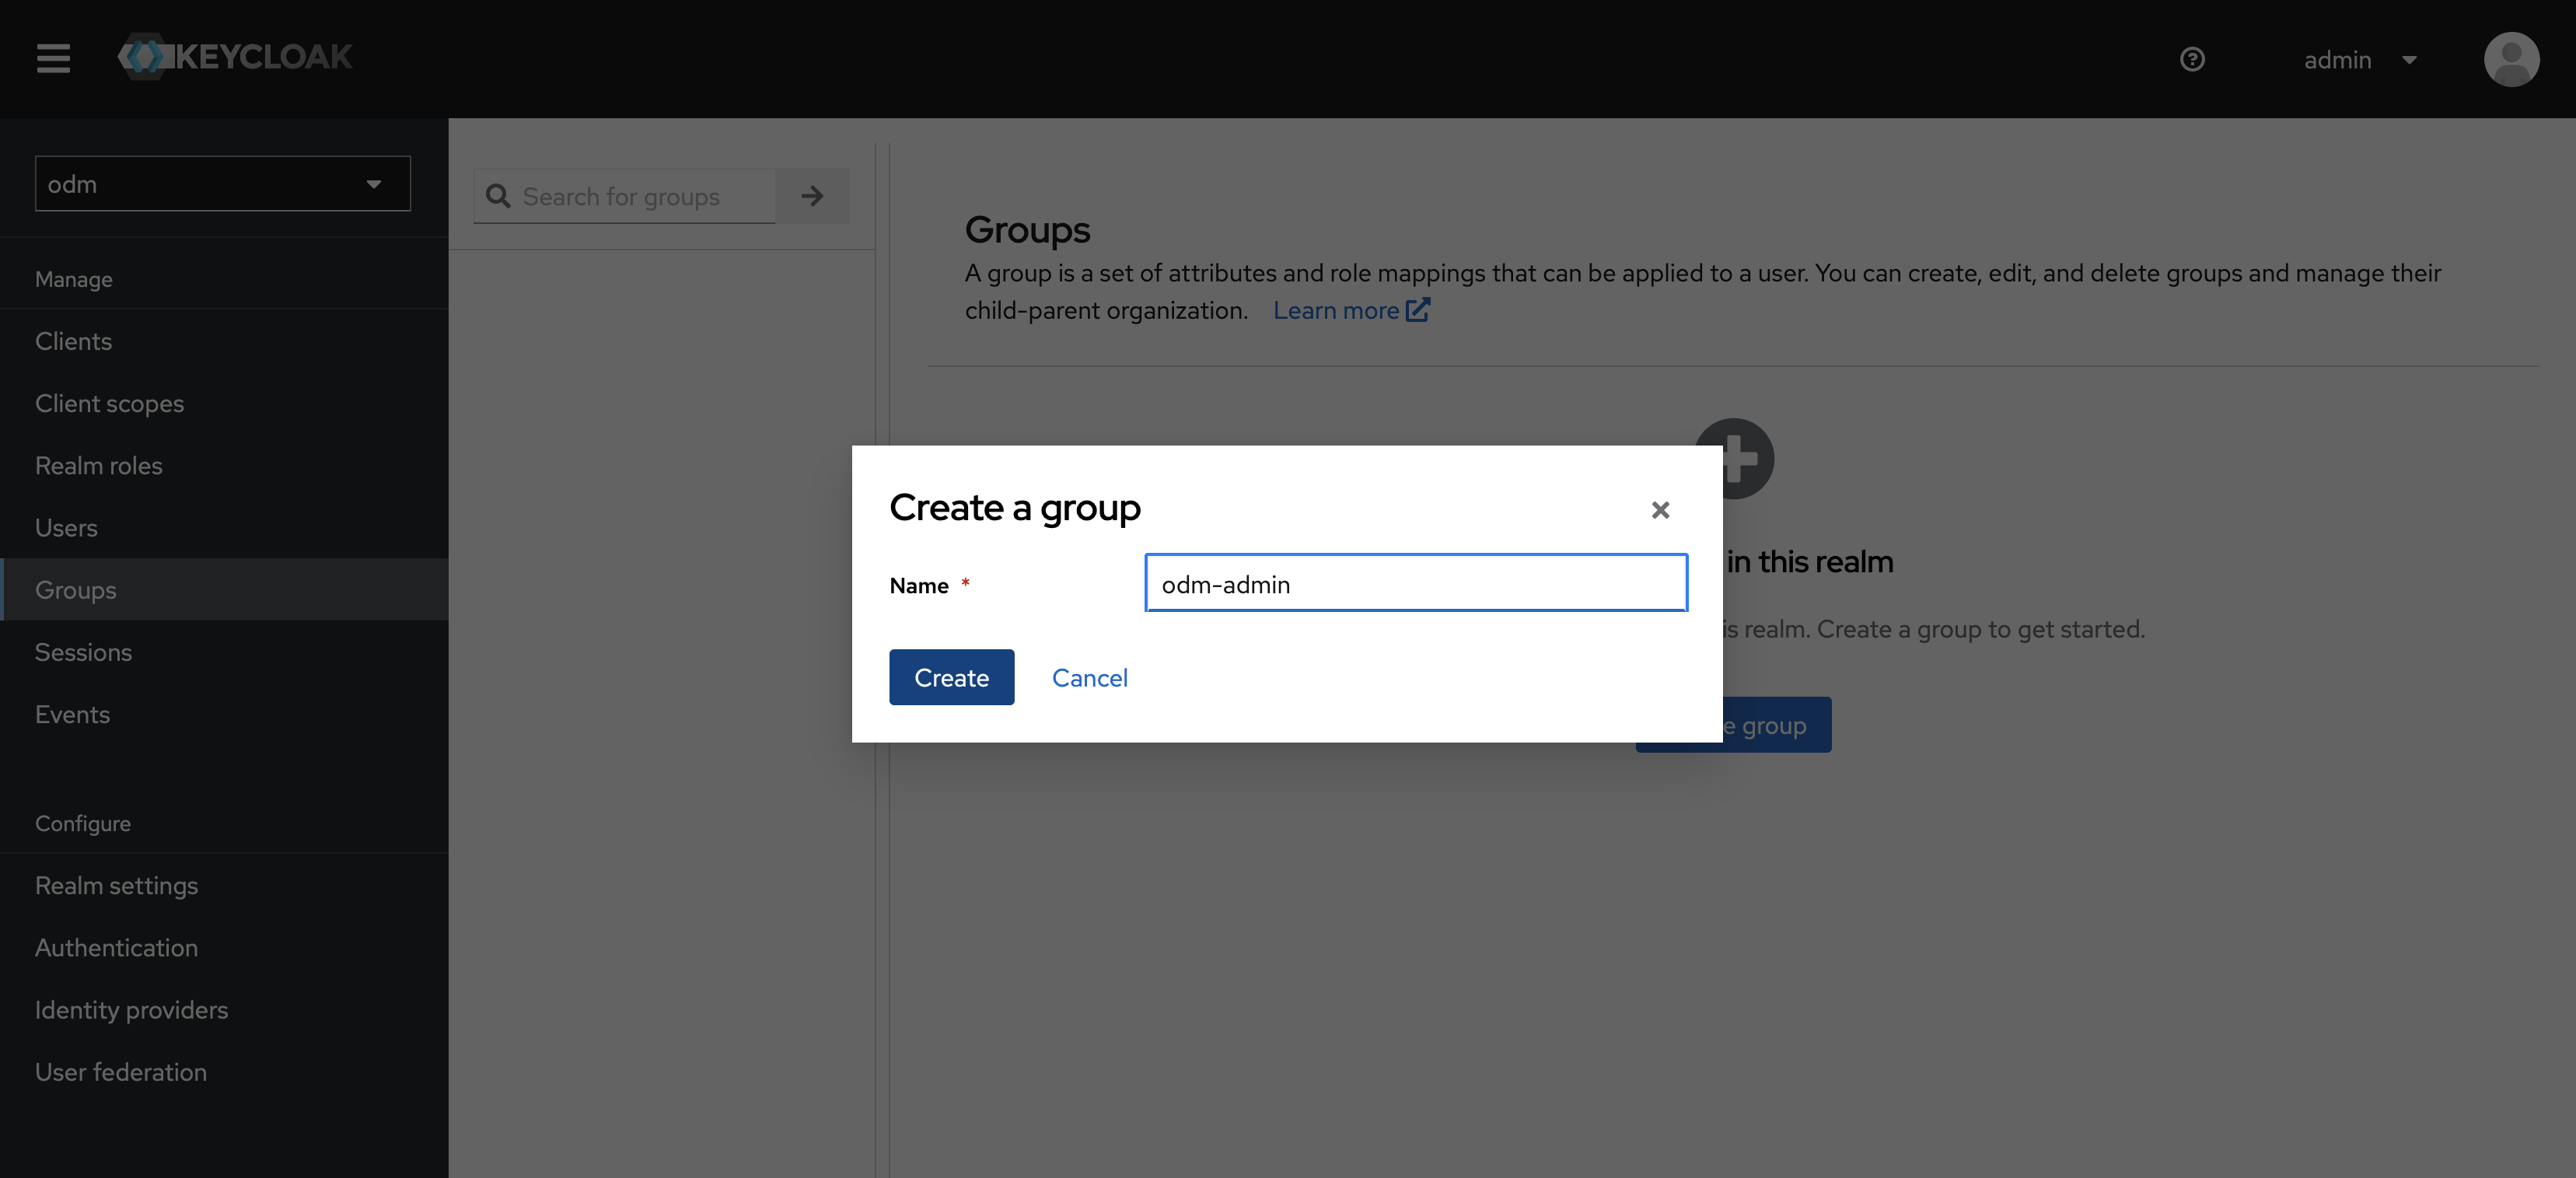 KEYCLOAK
admin
odm
Manage
Clients
Client scopes
Realm roles
Users
Groups
Sessions
Events
Configure
Realm settings
Authentication
Identity providers
User federation
Search for groups
Groups
A group is a set of attributes and role mappings that can be applied to a user. You can create, edit, and delete groups and manage their
child-parent organization. Learn more
in this realm
realm. Create a group to get started.
group
Create a group
Name *
odm-admin
Create
Cancel